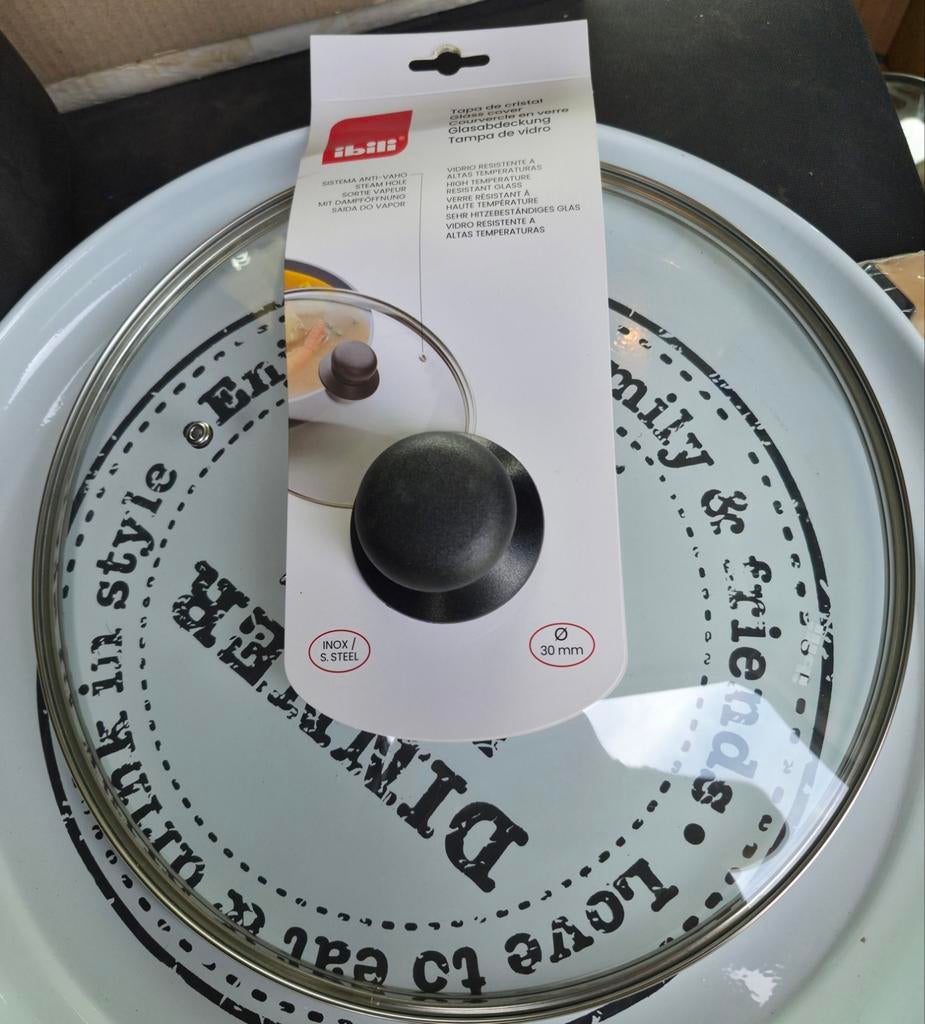 ibili
Tapa de cristal
Glass cover
Courvercle en verre
Glasabdeckung
Tampa de vidro
SISTEMA ANTI-VAHO
STEAM HOLE
SORTIE VAPEUR
MIT DAMPFÖFFNUNG
SAIDA DO VAPOR
VIDRIO RESISTENTE A
ALTAS TEMPERATURAS
HIGH TEMPERATURE
RESISTANT GLASS
VERRE RÉSISTANT À
HAUTE TEMPÉRATURE
SEHR HITZEBESTÄNDIGES GLAS
VIDRO RESISTENTE A
ALTAS TEMPERATURAS
INOX /
S. STEEL
Ø
30 mm
DINNER
Love to eat & drink in style
& friends •